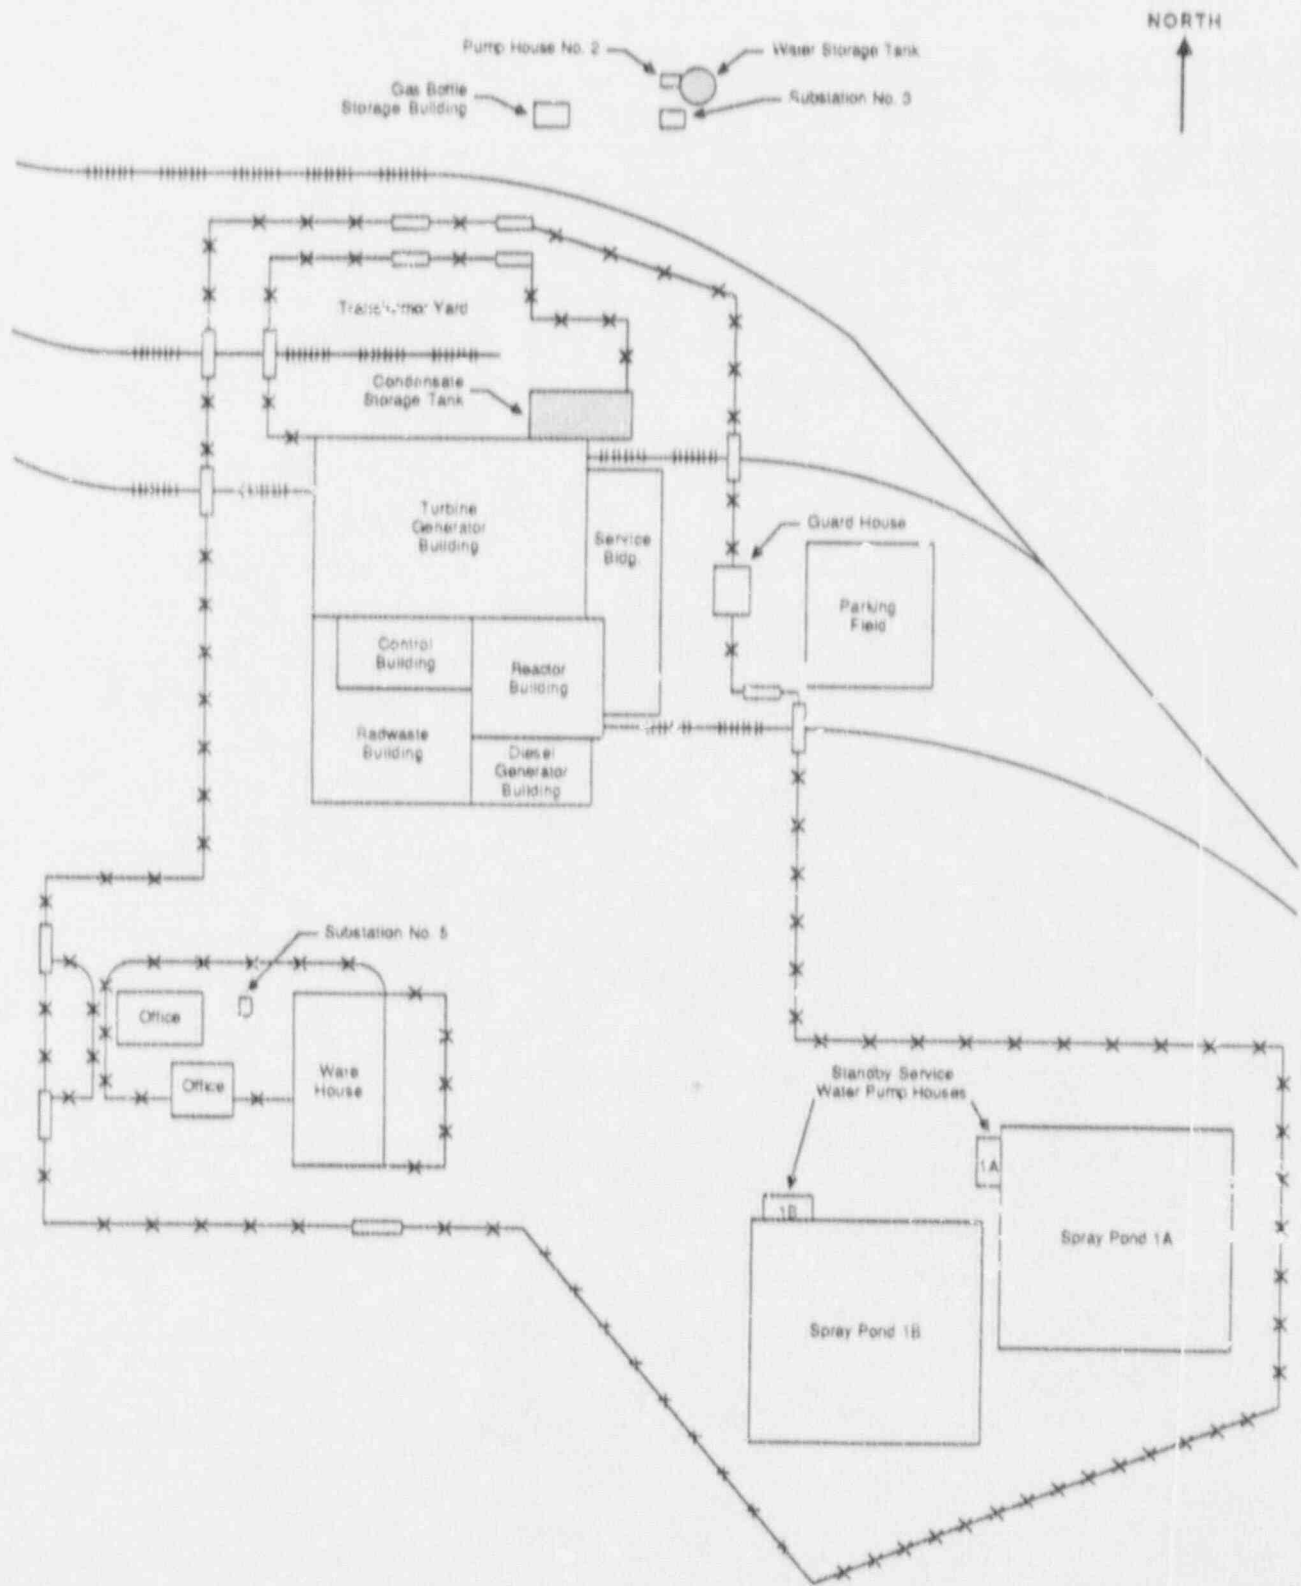 NORTH
Pump House No. 2
Water Storage Tank
Gas Bottle
Storage Building
Substation No. 3
Transformer Yard
Condensate
Storage Tank
Turbine
Generator
Building
Service
Bldg.
Guard House
Parking
Field
Control
Building
Reactor
Building
Radwaste
Building
Diesel
Generator
Building
Substation No. 5
Office
Office
Ware
House
Standby Service
Water Pump Houses
1A
1B
Spray Pond 1A
Spray Pond 1B